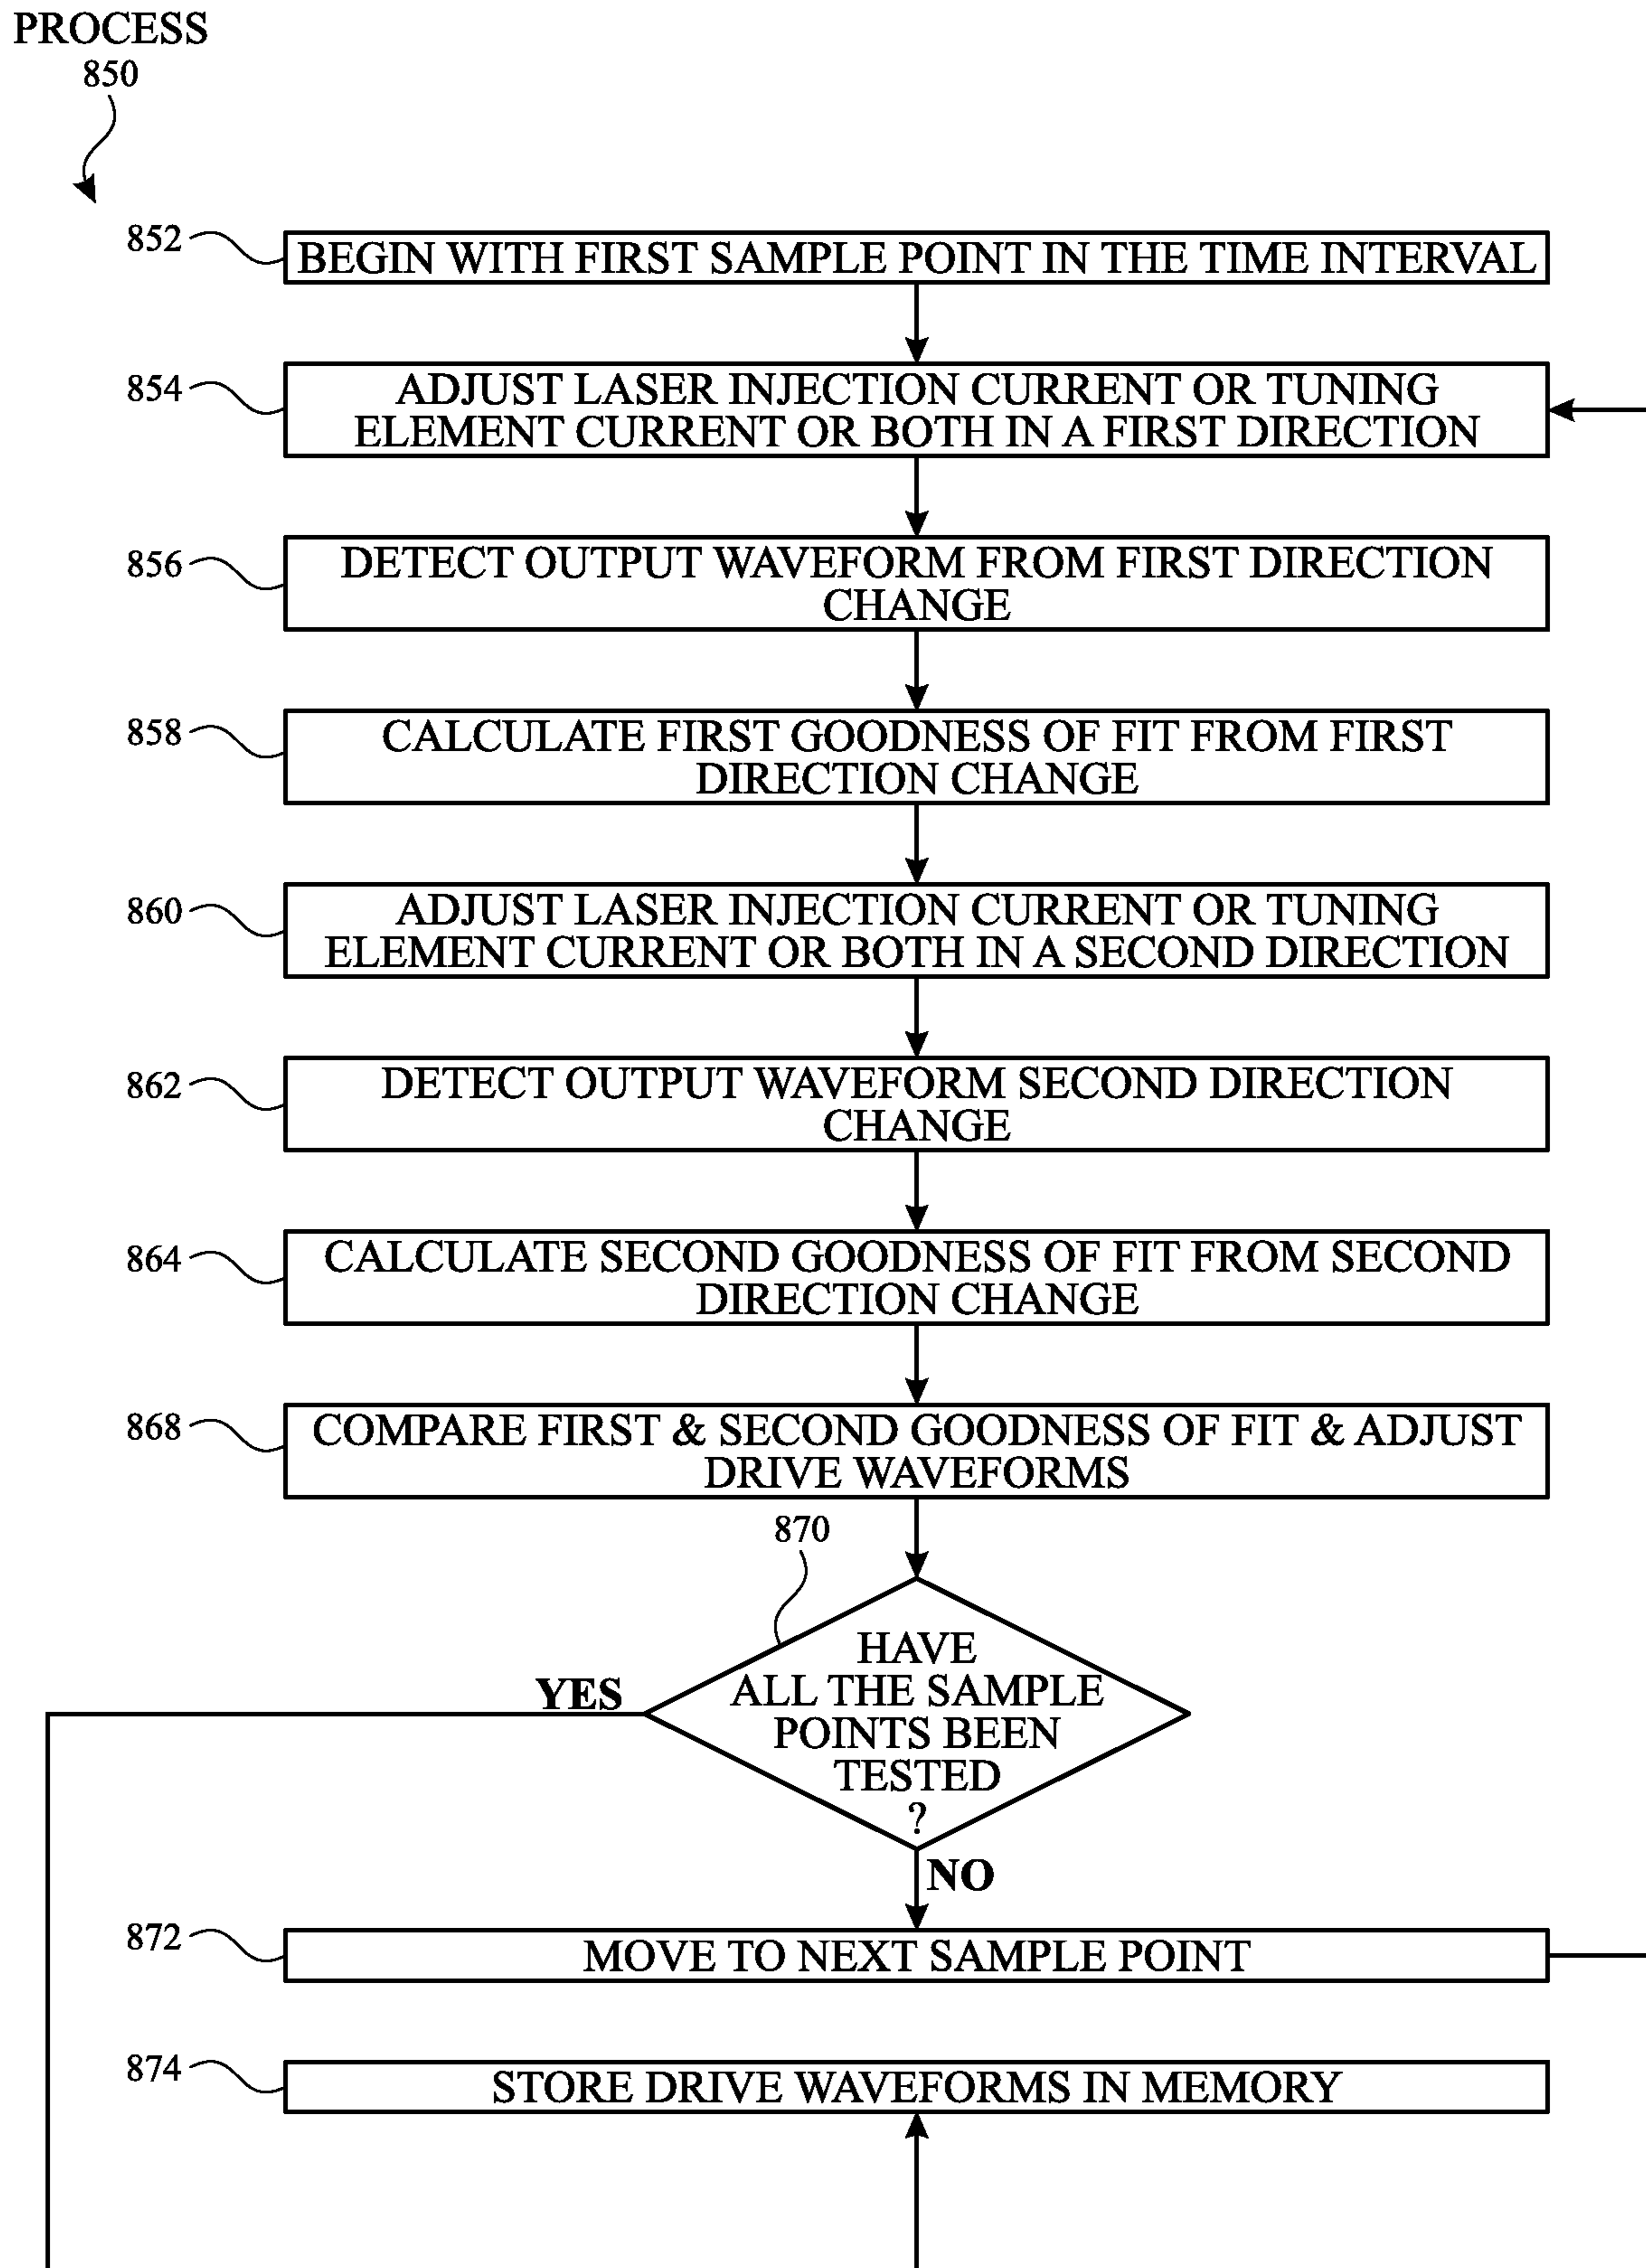 PROCESS
850
852
BEGIN WITH FIRST SAMPLE POINT IN THE TIME INTERVAL
854
ADJUST LASER INJECTION CURRENT OR TUNING
ELEMENT CURRENT OR BOTH IN A FIRST DIRECTION
856
DETECT OUTPUT WAVEFORM FROM FIRST DIRECTION
CHANGE
858
CALCULATE FIRST GOODNESS OF FIT FROM FIRST
DIRECTION CHANGE
860
ADJUST LASER INJECTION CURRENT OR TUNING
ELEMENT CURRENT OR BOTH IN A SECOND DIRECTION
862
DETECT OUTPUT WAVEFORM SECOND DIRECTION
CHANGE
864
CALCULATE SECOND GOODNESS OF FIT FROM SECOND
DIRECTION CHANGE
868
COMPARE FIRST & SECOND GOODNESS OF FIT & ADJUST
DRIVE WAVEFORMS
870
HAVE
ALL THE SAMPLE
POINTS BEEN
TESTED
?
YES
NO
872
MOVE TO NEXT SAMPLE POINT
874
STORE DRIVE WAVEFORMS IN MEMORY